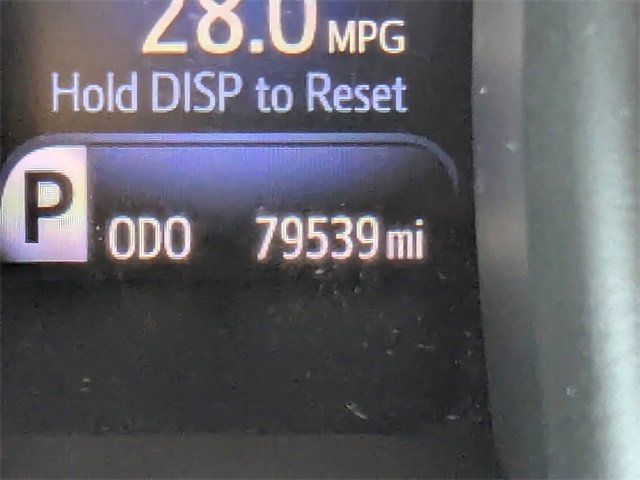 28.0 MPG
Hold DISP to Reset
P ODO 79539 mi